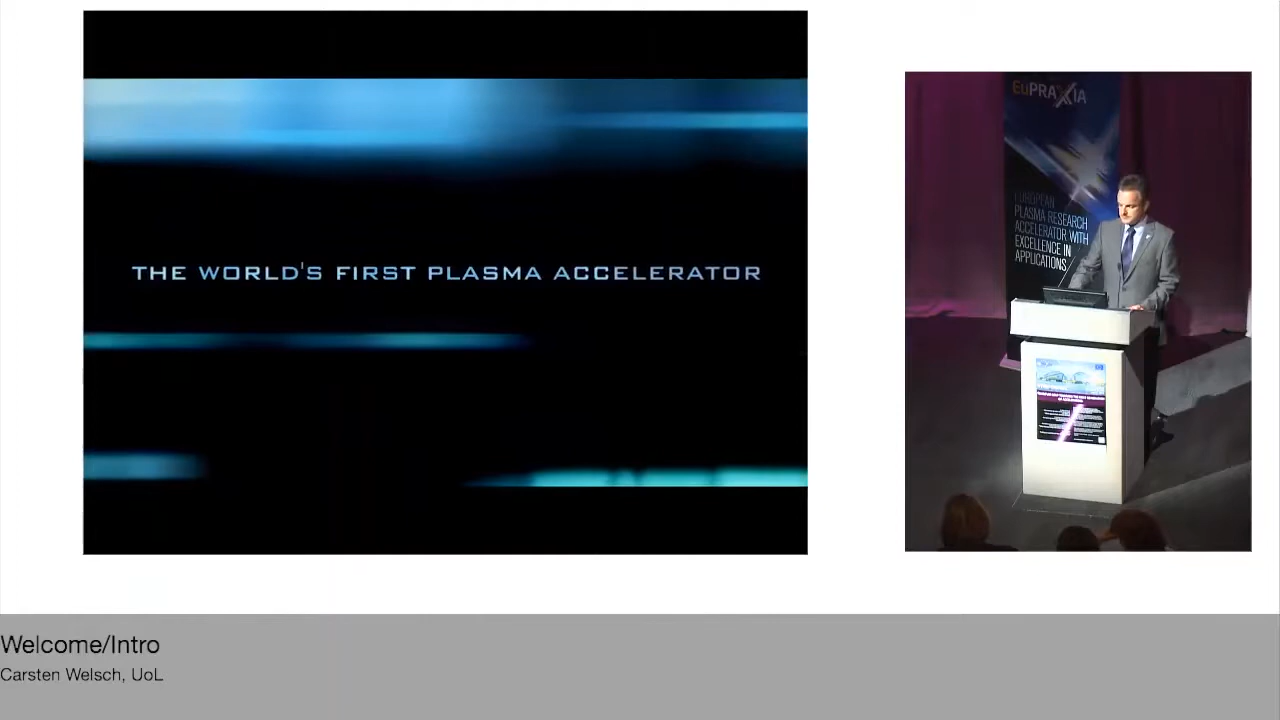 THE WORLD'S FIRST PLASMA ACCELERATOR
EuPRAXIA
EUROPEAN
PLASMA RESEARCH
ACCELERATOR WITH
EXCELLENCE IN
APPLICATIONS
Welcome/Intro
Carsten Welsch, UoL